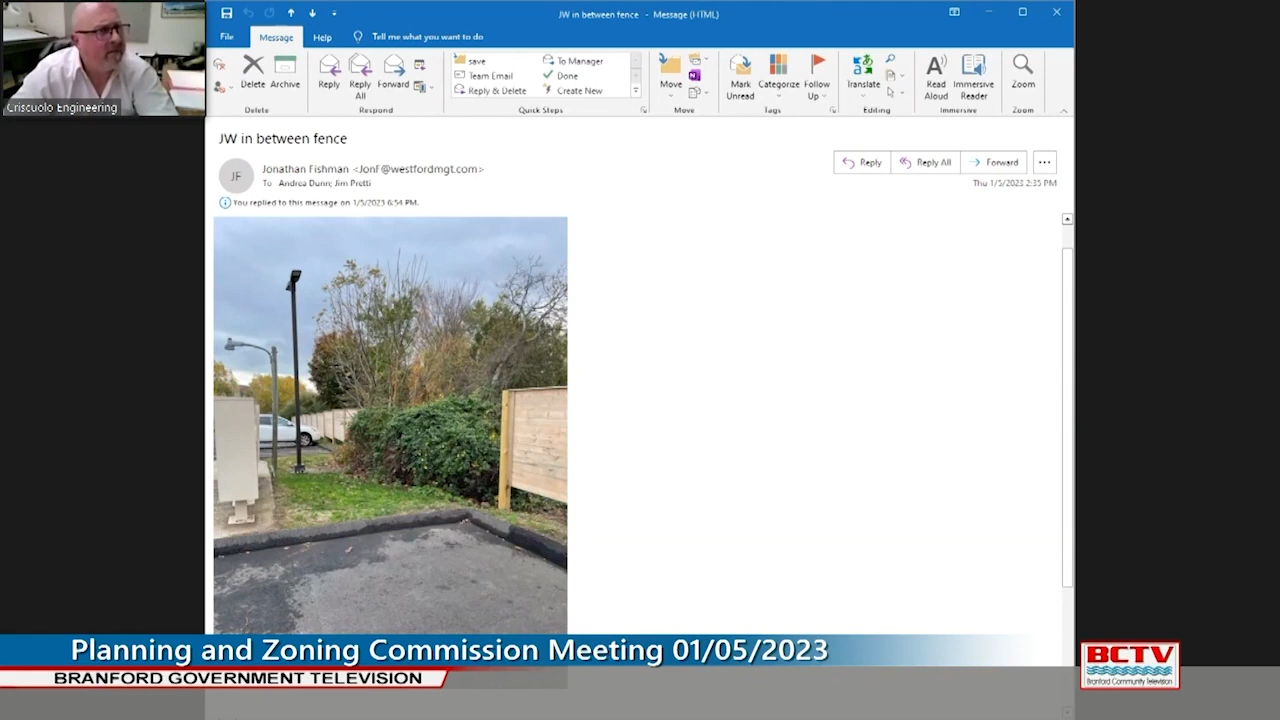 Criscuolo Engineering
JW in between fence - Message (HTML)
File
Message
Help
Tell me what you want to do
Delete
Archive
Reply
Reply All
Forward
save
Team Email
Reply & Delete
To Manager
Done
Create New
Move
Mark Unread
Categorize
Follow Up
Translate
Read Aloud
Immersive Reader
Zoom
Delete
Respond
Quick Steps
Move
Tags
Editing
Immersive
Zoom
JW in between fence
JF
Jonathan Fishman <JonF@westfordmgt.com>
To Andrea Dunn; Jim Pretti
Reply
Reply All
Forward
Thu 1/5/2023 2:35 PM
You replied to this message on 1/5/2023 6:54 PM.
Planning and Zoning Commission Meeting 01/05/2023
BRANFORD GOVERNMENT TELEVISION
BCTV
Branford Community Television